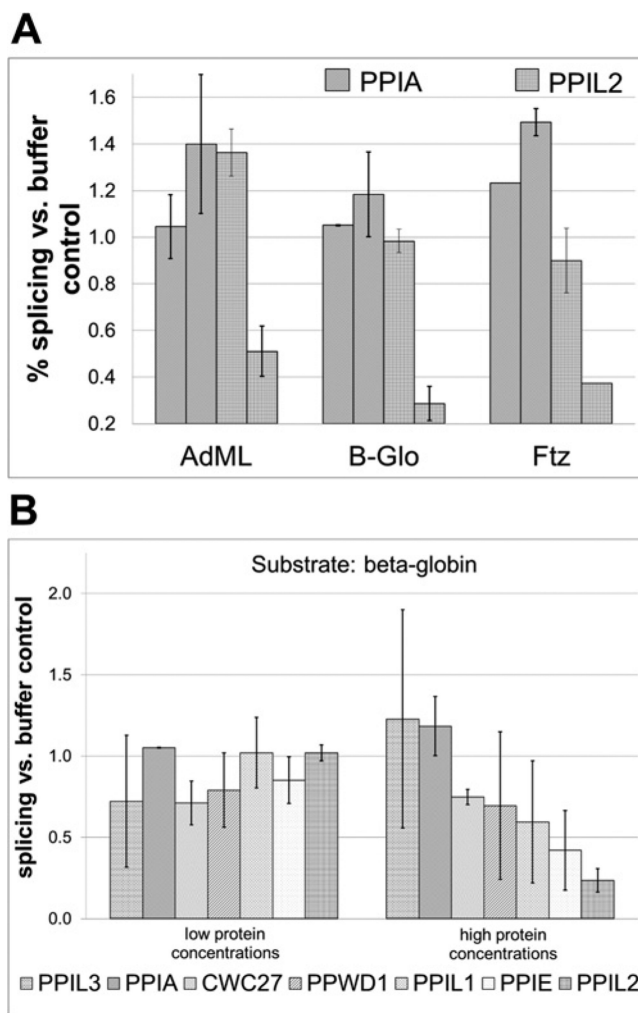 A
PPIA PPIL2
% splicing vs. buffer
control
1.6
1.4
1.2
1.0
0.8
0.6
0.4
0.2
AdML B-Glo Ftz
B
Substrate: beta-globin
splicing vs. buffer control
2.0
1.5
1.0
0.5
0.0
low protein
concentrations
high protein
concentrations
PPIL3 PPIA CWC27 PPWD1 PPIL1 PPIE PPIL2